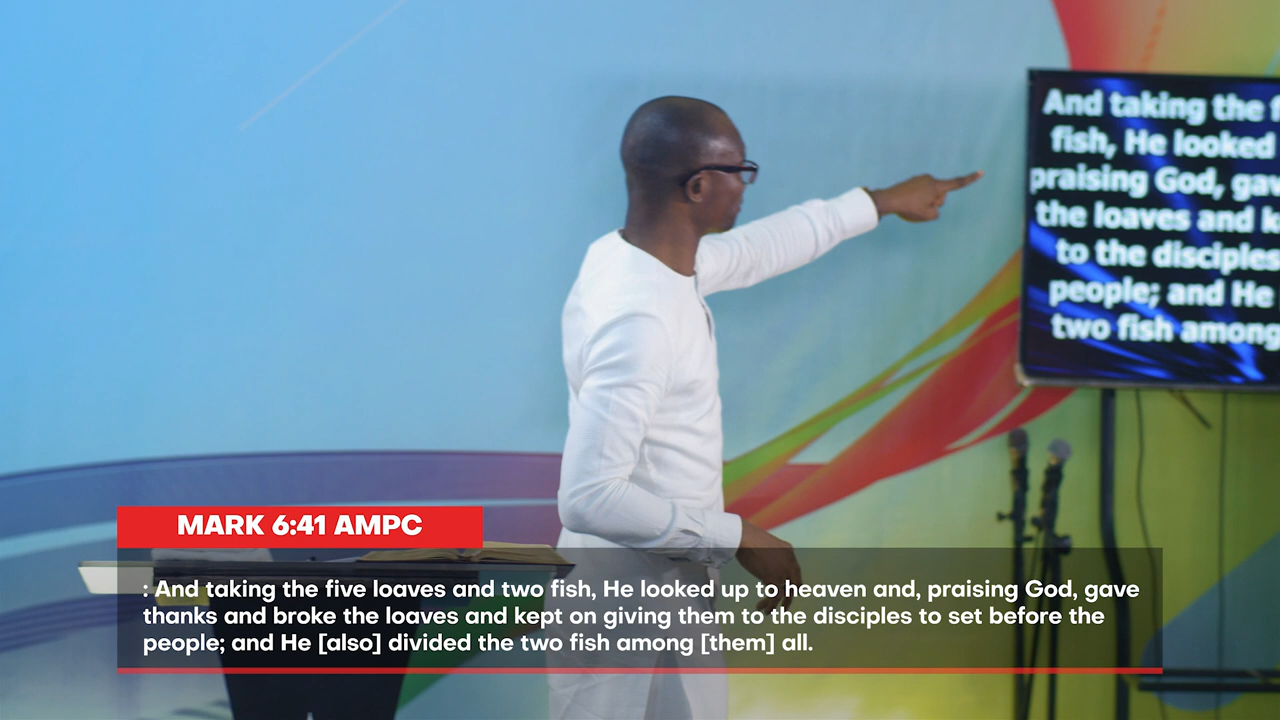 And taking the
fish, He looked
praising God,
the loaves and
to the disciples
people; and He
two fish among
MARK 6:41 AMPC
: And taking the five loaves and two fish, He looked up to heaven and, praising God, gave
thanks and broke the loaves and kept on giving them to the disciples to set before the
people; and He [also] divided the two fish among [them] all.